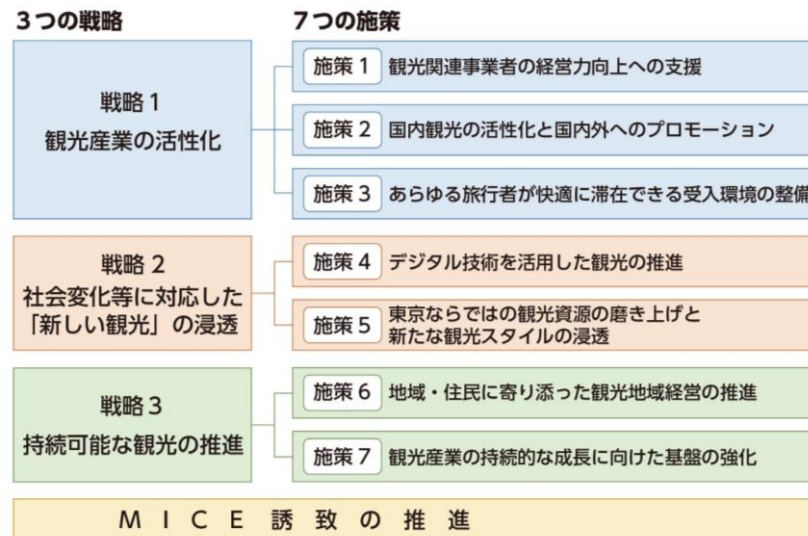 3つの戦略
7つの施策
戦略1
観光産業の活性化
施策1 観光関連事業者の経営力向上への支援
施策2 国内観光の活性化と国内外へのプロモーション
施策3 あらゆる旅行者が快適に滞在できる受入環境の整備
戦略2
社会変化等に対応した
「新しい観光」の浸透
施策4 デジタル技術を活用した観光の推進
施策5 東京ならではの観光資源の磨き上げと
新たな観光スタイルの浸透
戦略3
持続可能な観光の推進
施策6 地域・住民に寄り添った観光地域経営の推進
施策7 観光産業の持続的な成長に向けた基盤の強化
MICE誘致の推進